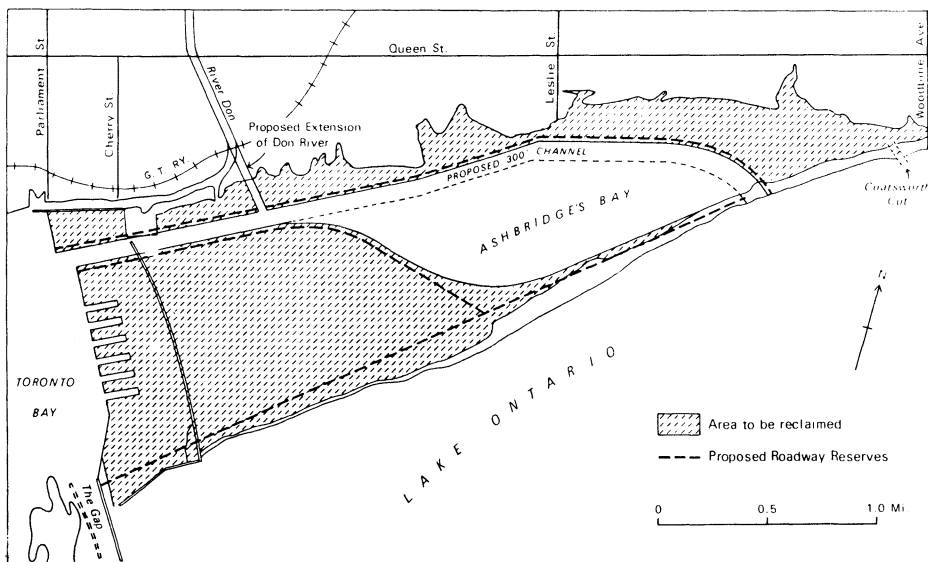 Queen St.
Parliament St.
Cherry St.
River Don
Leslie St.
Woodbine Ave
Proposed Extension
of Don River
G.T. RY.
PROPOSED 300' CHANNEL
ASHBRIDGE'S BAY
Coatsworth
Cut
N
TORONTO
BAY
LAKE ONTARIO
The Gap
Area to be reclaimed
Proposed Roadway Reserves
0 0.5 1.0 Mi